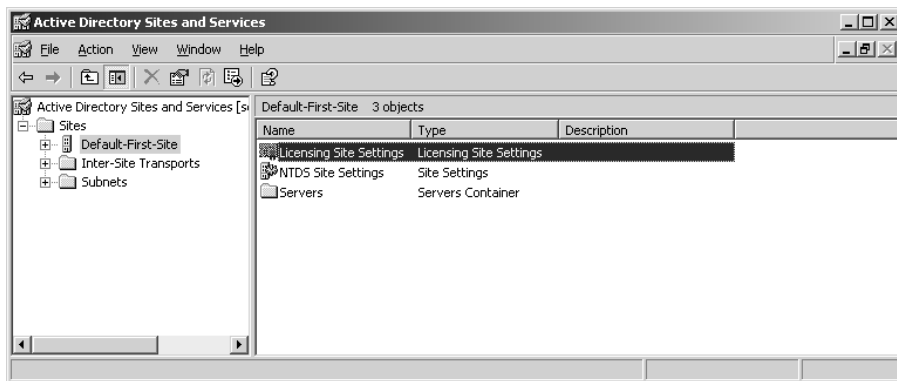 Active Directory Sites and Services
File Action View Window Help
Active Directory Sites and Services [s
Sites
Default-First-Site
Inter-Site Transports
Subnets
Default-First-Site 3 objects
Name Type Description
Licensing Site Settings Licensing Site Settings
NTDS Site Settings Site Settings
Servers Servers Container